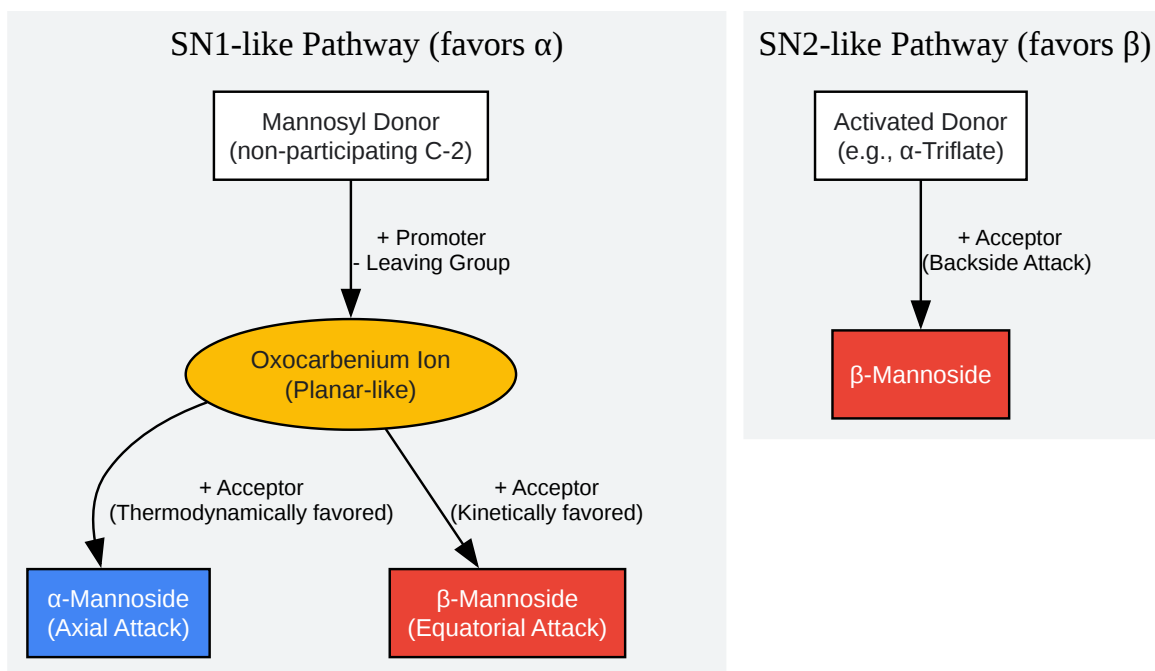 SN1-like Pathway (favors α)
Mannosyl Donor
(non-participating C-2)
+ Promoter
- Leaving Group
Oxocarbenium Ion
(Planar-like)
+ Acceptor
(Thermodynamically favored)
+ Acceptor
(Kinetically favored)
α-Mannoside
(Axial Attack)
β-Mannoside
(Equatorial Attack)
SN2-like Pathway (favors β)
Activated Donor
(e.g., α-Triflate)
+ Acceptor
(Backside Attack)
β-Mannoside